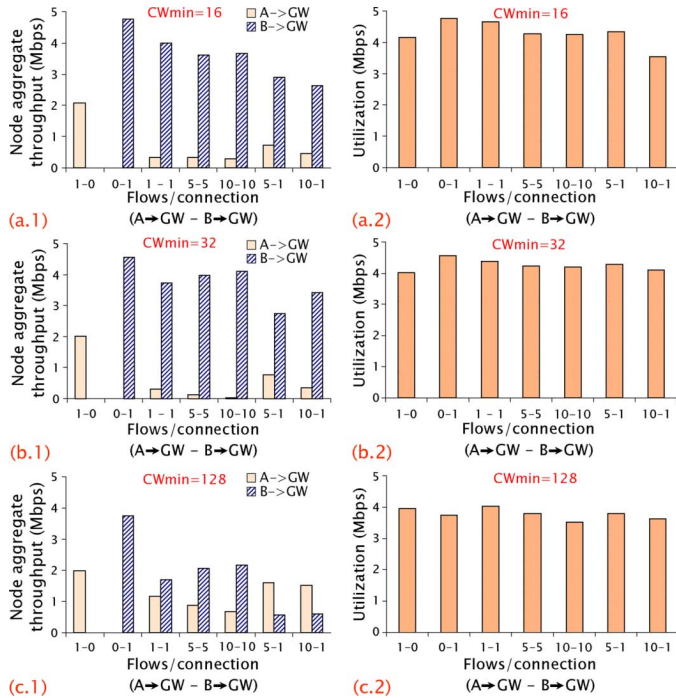 CWmin=16
A->GW
B->GW
Node aggregate
throughput (Mbps)
5
4
3
2
1
0
1-0 0-1 1-1 5-5 10-10 5-1 10-1
Flows/connection
(A→GW - B→GW)
(a.1)
CWmin=16
Utilization (Mbps)
5
4
3
2
1
0
1-0 0-1 1-1 5-5 10-10 5-1 10-1
Flows/connection
(A→GW - B→GW)
(a.2)
CWmin=32
A->GW
B->GW
Node aggregate
throughput (Mbps)
5
4
3
2
1
0
1-0 0-1 1-1 5-5 10-10 5-1 10-1
Flows/connection
(A→GW - B→GW)
(b.1)
CWmin=32
Utilization (Mbps)
5
4
3
2
1
0
1-0 0-1 1-1 5-5 10-10 5-1 10-1
Flows/connection
(A→GW - B→GW)
(b.2)
CWmin=128
A->GW
B->GW
Node aggregate
throughput (Mbps)
5
4
3
2
1
0
1-0 0-1 1-1 5-5 10-10 5-1 10-1
Flows/connection
(A→GW - B→GW)
(c.1)
CWmin=128
Utilization (Mbps)
5
4
3
2
1
0
1-0 0-1 1-1 5-5 10-10 5-1 10-1
Flows/connection
(A→GW - B→GW)
(c.2)